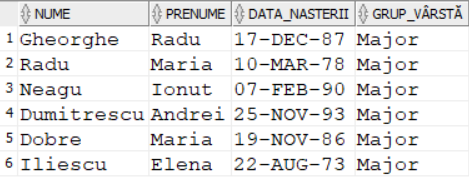 NUME PRENUME DATA_NASTERII GRUP_VÂRSTĂ
1 Gheorghe Radu 17-DEC-87 Major
2 Radu Maria 10-MAR-78 Major
3 Neagu Ionut 07-FEB-90 Major
4 Dumitrescu Andrei 25-NOV-93 Major
5 Dobre Maria 19-NOV-86 Major
6 Iliescu Elena 22-AUG-73 Major